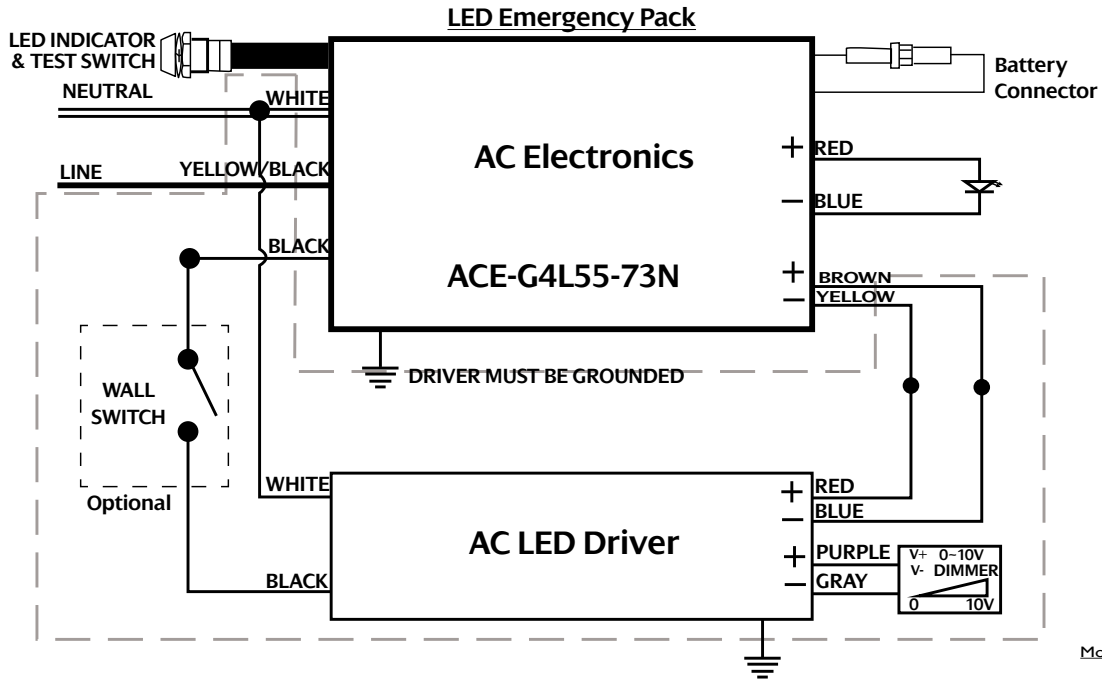 LED Emergency Pack
LED INDICATOR
& TEST SWITCH
NEUTRAL
WHITE
LINE
YELLOW/BLACK
BLACK
AC Electronics
ACE-G4L55-73N
Battery
Connector
+
RED
−
BLUE
+
BROWN
−
YELLOW
DRIVER MUST BE GROUNDED
WALL
SWITCH
Optional
WHITE
BLACK
AC LED Driver
+
RED
−
BLUE
+
PURPLE
−
GRAY
V+ 0~10V
V- DIMMER
0 10V